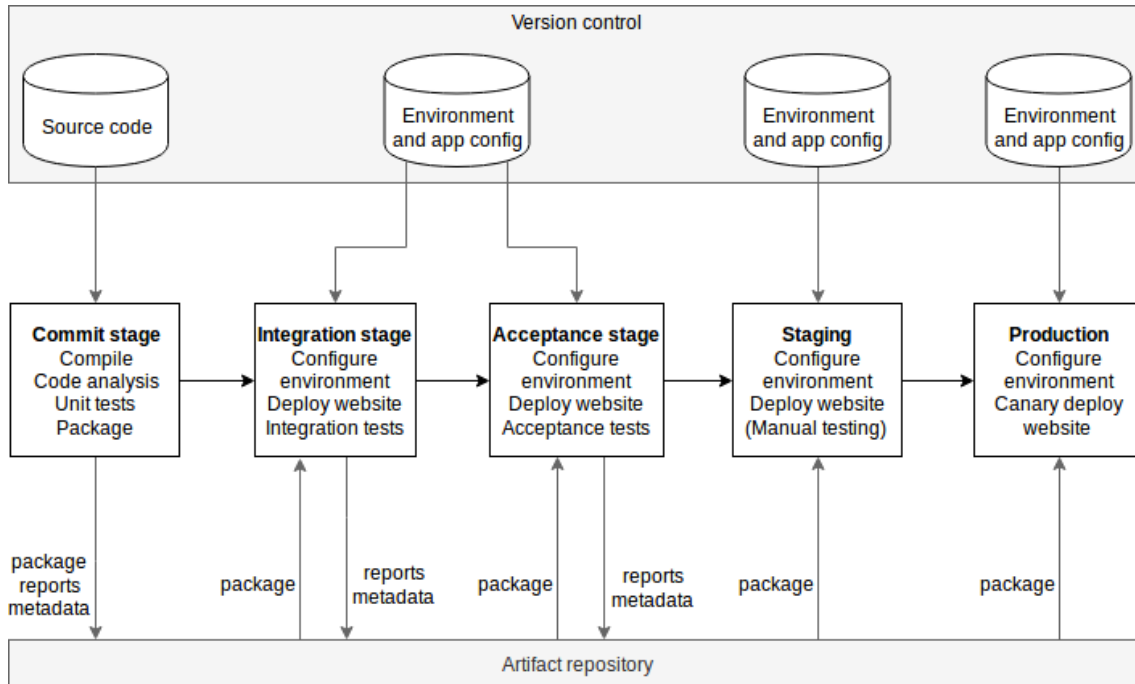 Version control
Source code
Environment
and app config
Environment
and app config
Environment
and app config
Commit stage
Compile
Code analysis
Unit tests
Package
Integration stage
Configure
environment
Deploy website
Integration tests
Acceptance stage
Configure
environment
Deploy website
Acceptance tests
Staging
Configure
environment
Deploy website
(Manual testing)
Production
Configure
environment
Canary deploy
website
package
reports
metadata
package
reports
metadata
package
reports
metadata
package
package
Artifact repository